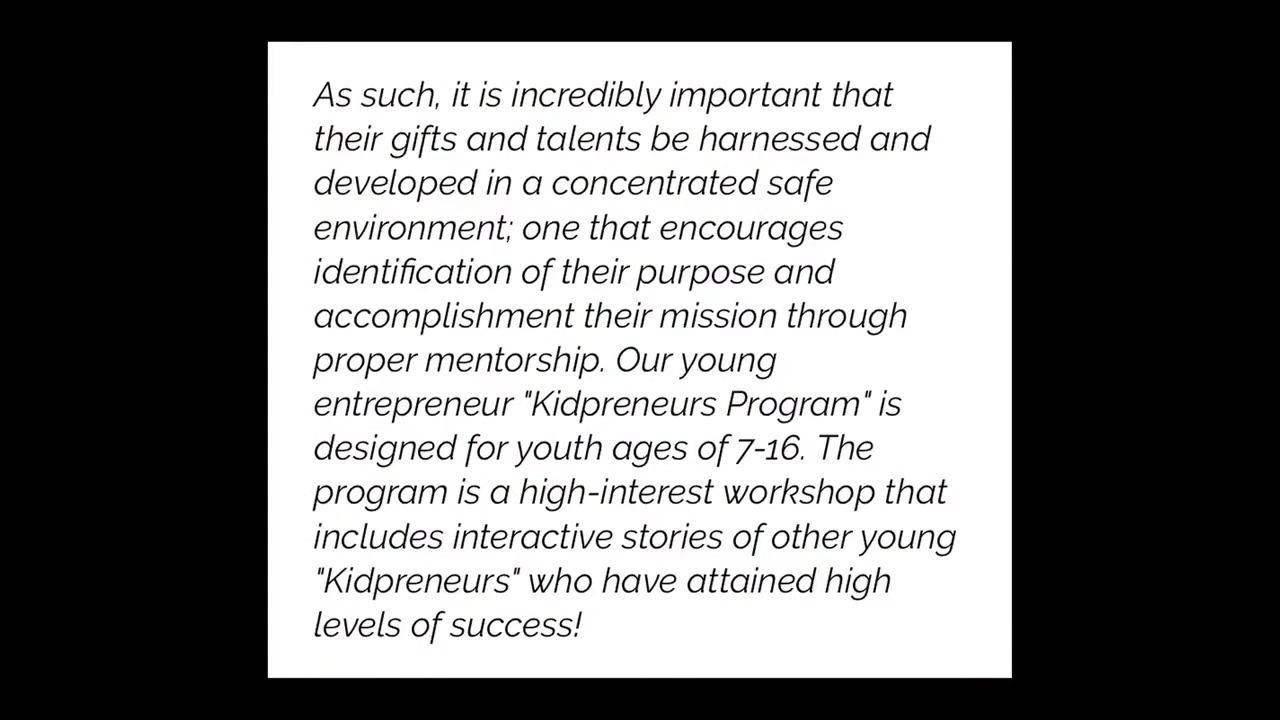 As such, it is incredibly important that
their gifts and talents be harnessed and
developed in a concentrated safe
environment; one that encourages
identification of their purpose and
accomplishment their mission through
proper mentorship. Our young
entrepreneur "Kidpreneurs Program" is
designed for youth ages of 7-16. The
program is a high-interest workshop that
includes interactive stories of other young
"Kidpreneurs" who have attained high
levels of success!